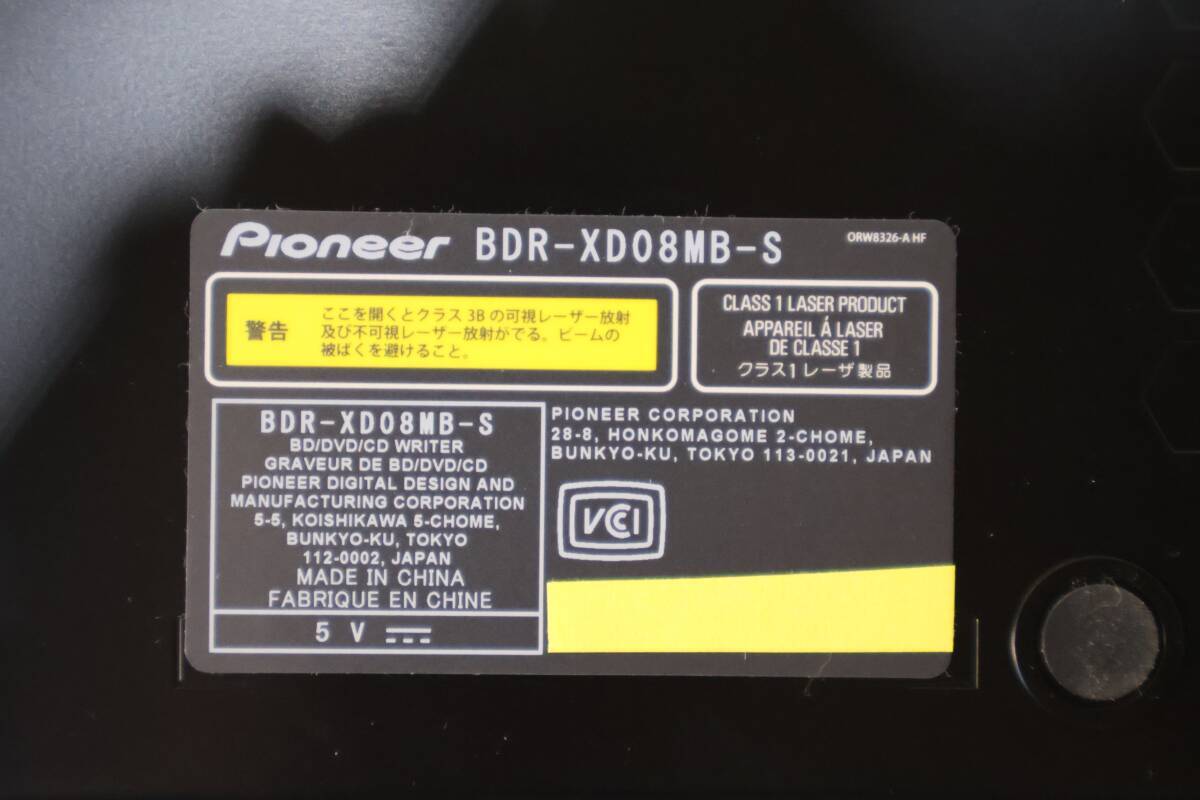 Pioneer BDR-XD08MB-S
ORW8326-A HF
警告
ここを開くとクラス 3B の可視レーザー放射
及び不可視レーザー放射がでる。ビームの
被ばくを避けること。
CLASS 1 LASER PRODUCT
APPAREIL Á LASER
DE CLASSE 1
クラス1 レーザ製品
BDR-XD08MB-S
BD/DVD/CD WRITER
GRAVEUR DE BD/DVD/CD
PIONEER DIGITAL DESIGN AND
MANUFACTURING CORPORATION
5-5, KOISHIKAWA 5-CHOME,
BUNKYO-KU, TOKYO
112-0002, JAPAN
MADE IN CHINA
FABRIQUE EN CHINE
5 V
PIONEER CORPORATION
28-8, HONKOMAGOME 2-CHOME,
BUNKYO-KU, TOKYO 113-0021, JAPAN
VCCI